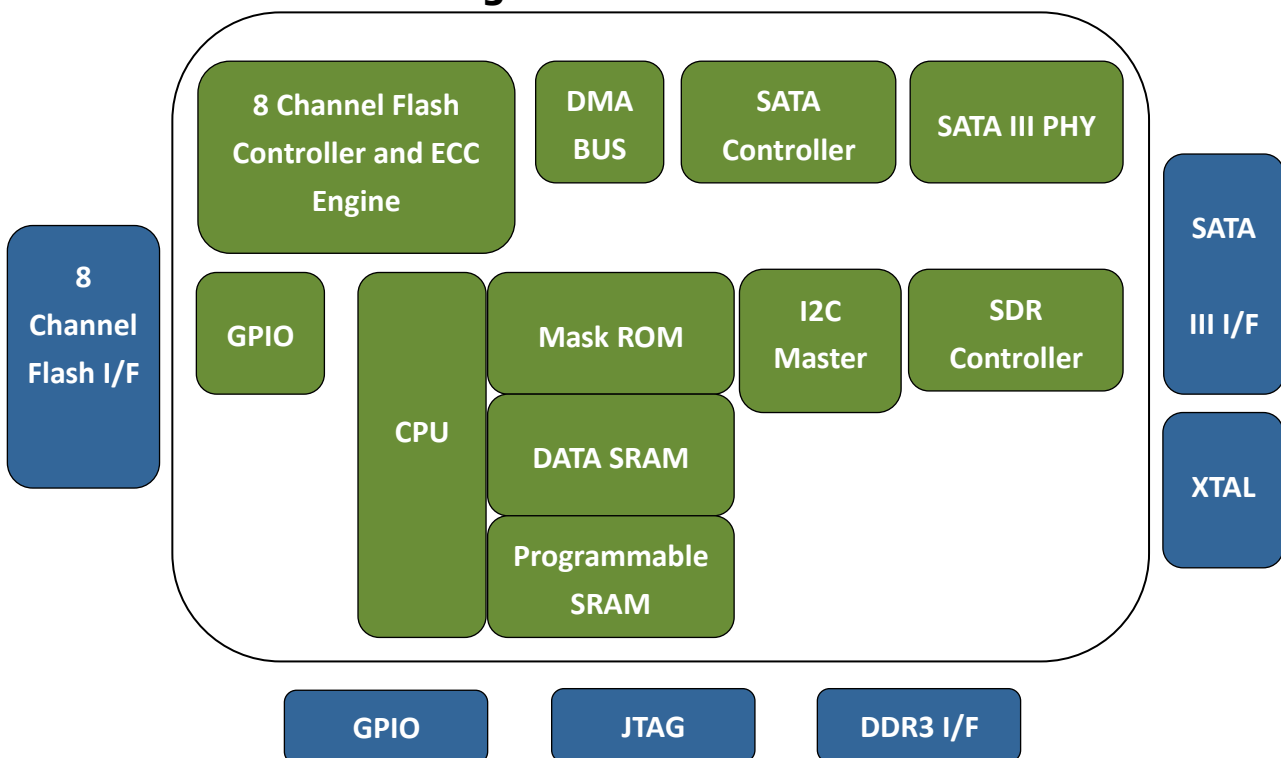 8 Channel Flash
Controller and ECC
Engine
DMA
BUS
SATA
Controller
SATA III PHY
8
Channel
Flash I/F
GPIO
CPU
Mask ROM
DATA SRAM
Programmable
SRAM
I2C
Master
SDR
Controller
SATA
III I/F
XTAL
GPIO
JTAG
DDR3 I/F